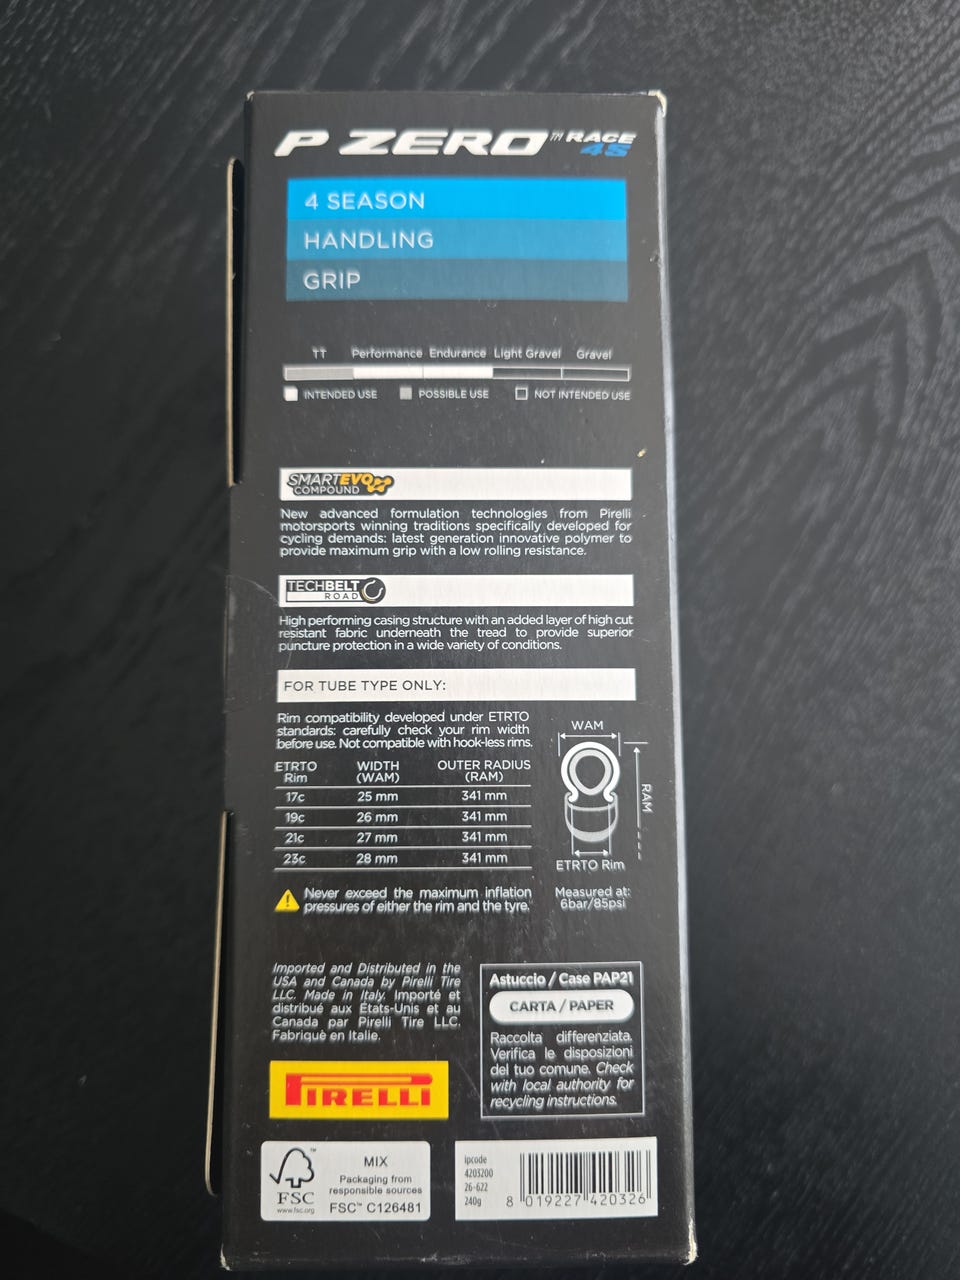 P ZERO™ RACE
4S
4 SEASON
HANDLING
GRIP
TT Performance Endurance Light Gravel Gravel
INTENDED USE POSSIBLE USE NOT INTENDED USE
SMARTEVO
COMPOUND
New advanced formulation technologies from Pirelli
motorsports winning traditions specifically developed for
cycling demands: latest generation innovative polymer to
provide maximum grip with a low rolling resistance.
TECHBELT
ROAD
High performing casing structure with an added layer of high cut
resistant fabric underneath the tread to provide superior
puncture protection in a wide variety of conditions.
FOR TUBE TYPE ONLY:
Rim compatibility developed under ETRTO
standards: carefully check your rim width
before use. Not compatible with hook-less rims.
ETRTO Rim WIDTH (WAM) OUTER RADIUS (RAM)
17c 25 mm 341 mm
19c 26 mm 341 mm
21c 27 mm 341 mm
23c 28 mm 341 mm
WAM
RAM
ETRTO Rim
Measured at:
6bar/85psi
Never exceed the maximum inflation
pressures of either the rim and the tyre.
Imported and Distributed in the
USA and Canada by Pirelli Tire
LLC. Made in Italy. Importé et
distribué aux États-Unis et au
Canada par Pirelli Tire LLC.
Fabriqué en Italie.
Astuccio / Case PAP21
CARTA / PAPER
Raccolta differenziata.
Verifica le disposizioni
del tuo comune. Check
with local authority for
recycling instructions.
PIRELLI
FSC
www.fsc.org
MIX
Packaging from
responsible sources
FSC™ C126481
ipcode
4203200
26-622
240g
8 019227 420326